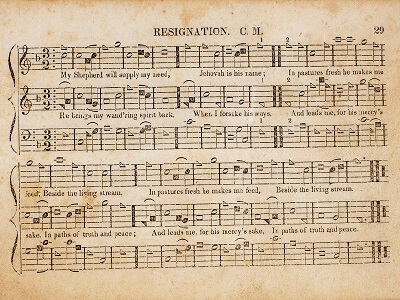 RESIGNATION. C. M. 29
My Shepherd will supply my need, Jehovah is his name; In pastures fresh he makes me
He brings my wand'ring spirit back, When I forsake his ways, And leads me, for his mercy's
feed, Beside the living stream. In pastures fresh he makes me feed, Beside the living stream.
sake, In paths of truth and peace; And leads me, for his mercy's sake, In paths of truth and peace.